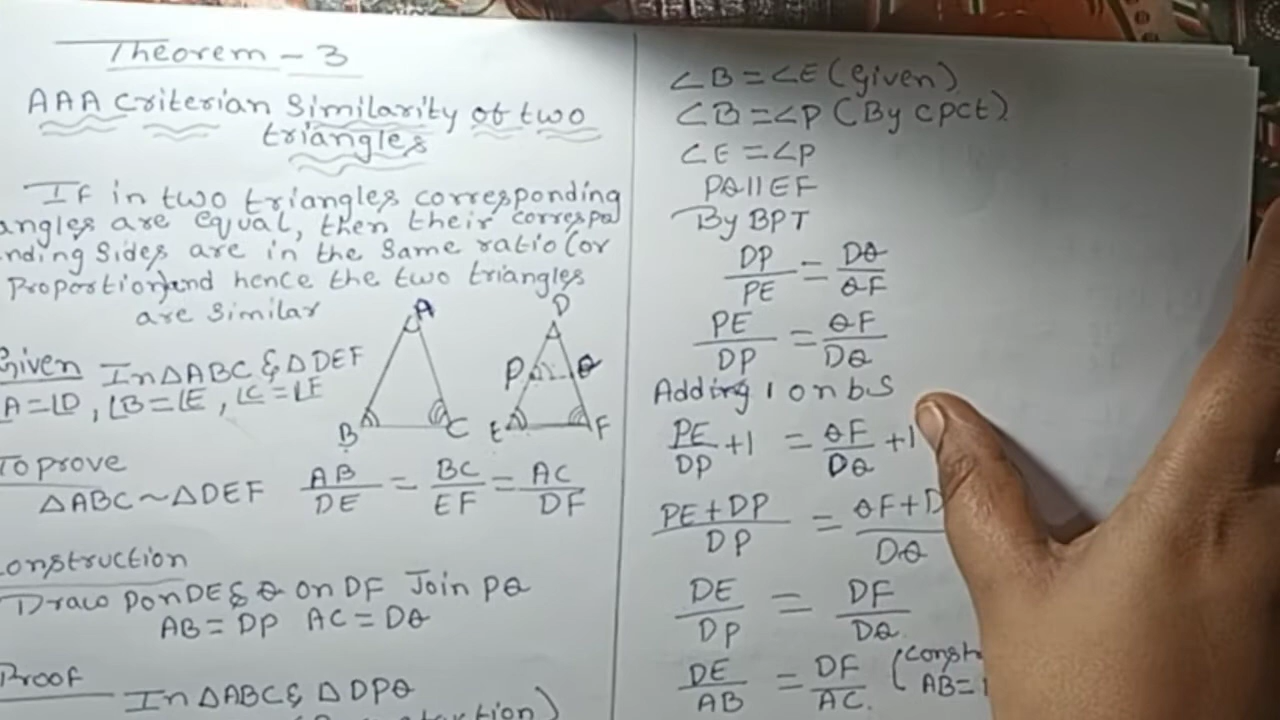 Theorem - 3
AAA Criterian Similarity of two
triangles
If in two triangles corresponding
angles are equal, then their correspo
nding Sides are in the Same ratio (or
Proportion) and hence the two triangles
are Similar
Given In △ABC & △DEF
∠A = ∠D , ∠B = ∠E , ∠C = ∠F
A
B
C
D
P
Q
E
F
To prove
△ABC ~ △DEF AB/DE = BC/EF = AC/DF
Construction
Draw P on DE & Q on DF Join PQ
AB = DP AC = DQ
Proof
In △ABC & △DPQ
∠B = ∠E (Given)
∠B = ∠P (By cpct)
∠E = ∠P
PQ || EF
By BPT
DP/PE = DQ/QF
PE/DP = QF/DQ
Adding 1 on b.S
PE/DP + 1 = QF/DQ + 1
PE + DP/DP = QF + D/DQ
DE/DP = DF/DQ
DE/AB = DF/AC. (Const
AB =